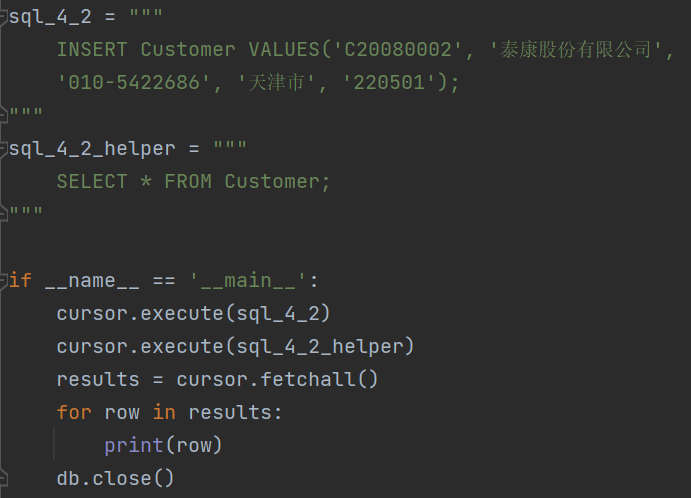 sql_4_2 = """
    INSERT Customer VALUES('C20080002', '泰康股份有限公司',
    '010-5422686', '天津市', '220501');
"""
sql_4_2_helper = """
    SELECT * FROM Customer;
"""
if __name__ == '__main__':
    cursor.execute(sql_4_2)
    cursor.execute(sql_4_2_helper)
    results = cursor.fetchall()
    for row in results:
        print(row)
    db.close()